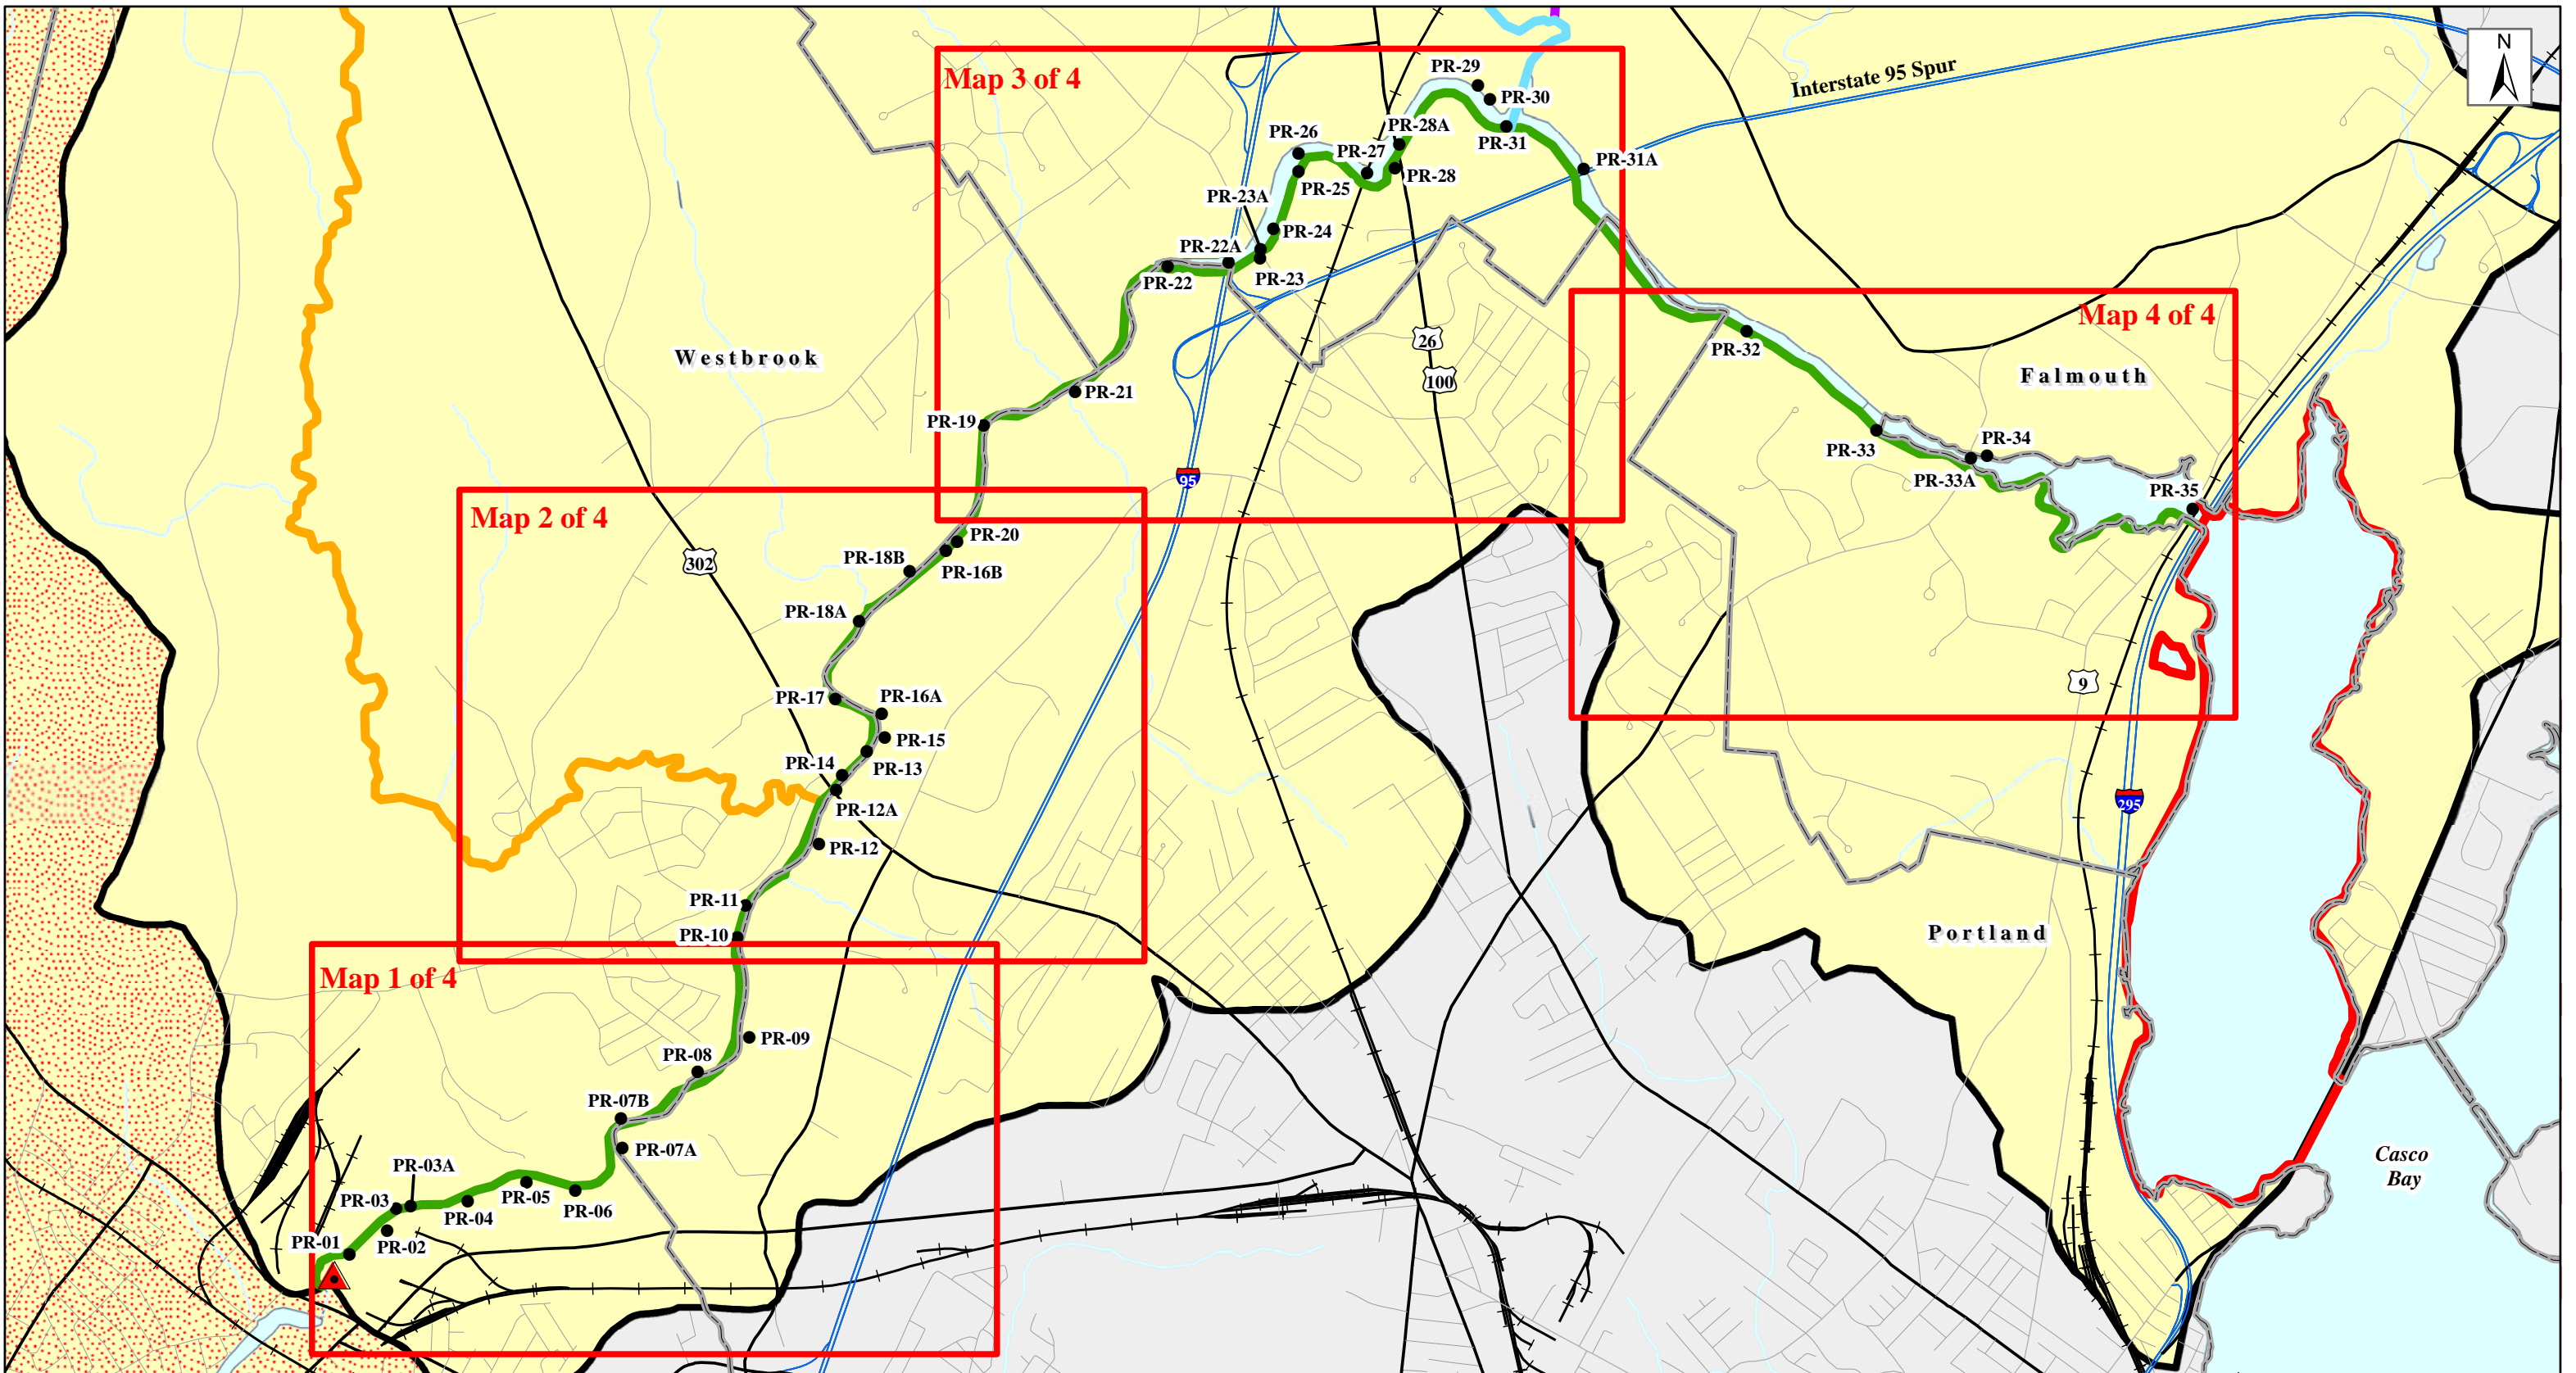 N
Interstate 95 Spur
Map 3 of 4
PR-29
PR-30
PR-28A
PR-31
PR-26
PR-27
PR-31A
PR-28
PR-25
PR-23A
PR-24
PR-22A
PR-23
PR-22
26
100
Westbrook
PR-21
PR-19
Map 4 of 4
PR-32
Falmouth
PR-33
PR-34
PR-33A
PR-35
95
Map 2 of 4
302
PR-20
PR-18B
PR-16B
PR-18A
PR-17
PR-16A
PR-15
PR-14
PR-13
PR-12A
PR-12
PR-11
PR-10
9
295
Portland
Map 1 of 4
PR-09
PR-08
PR-07B
PR-07A
PR-03A
PR-03
PR-05
PR-04
PR-06
PR-01
PR-02
Casco
Bay